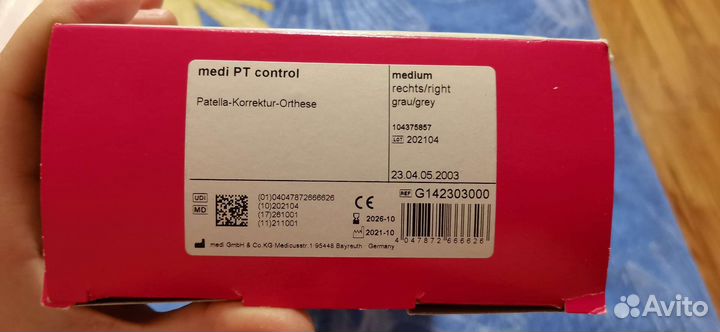 medi PT control
Patella-Korrektur-Orthese
medium
rechts/right
grau/grey
104375857
LOT 202104
23.04.05.2003
UDI
MD
(01)04047872666626
(10)202104
(17)261001
(11)211001
CE
2026-10
2021-10
REF G142303000
4 047872 666626
medi GmbH & Co.KG Medicusstr.1 95448 Bayreuth Germany
Avito